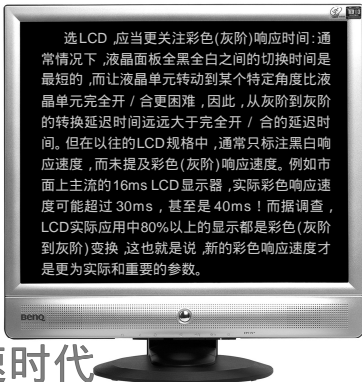 选LCD,应当更关注彩色(灰阶)响应时间:通
常情况下,液晶面板全黑全白之间的切换时间是
最短的,而让液晶单元转动到某个特定角度比液
晶单元完全开 / 合更困难,因此,从灰阶到灰阶
的转换延迟时间远远大于完全开 / 合的延迟时
间。但在以往的LCD规格中,通常只标注黑白响
应速度,而未提及彩色(灰阶)响应速度。例如市
面上主流的16ms LCD显示器,实际彩色响应速
度可能超过30ms,甚至是40ms!而据调查,
LCD实际应用中80%以上的显示都是彩色(灰阶
到灰阶)变换,这也就是说,新的彩色响应速度才
是更为实际和重要的参数。
BenQ
速时代